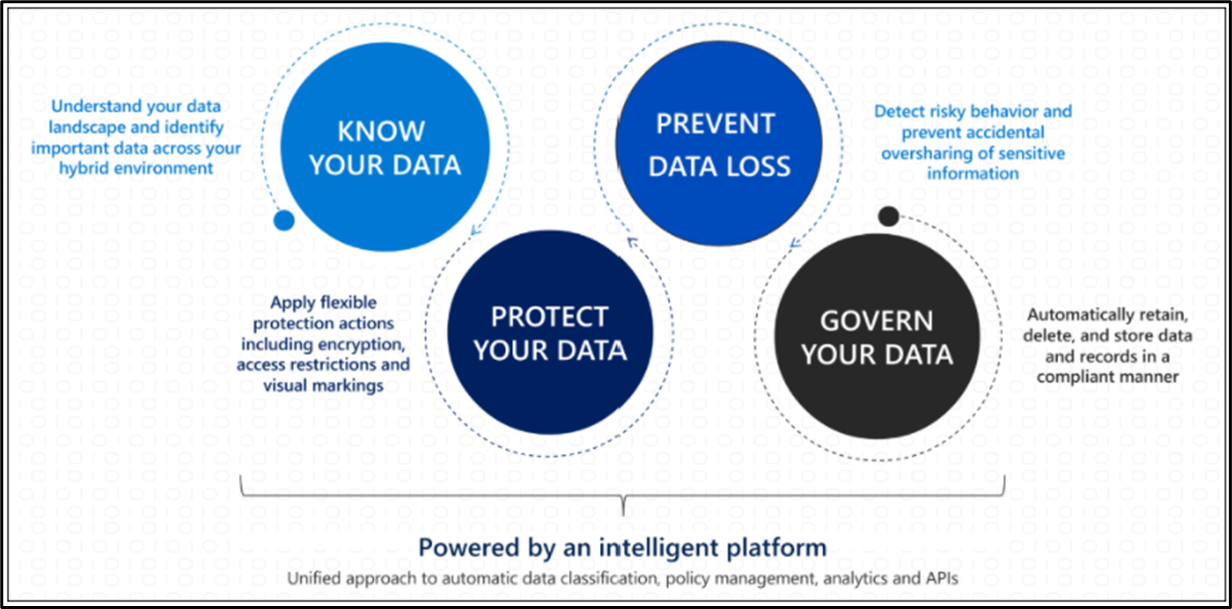 Understand your data
landscape and identify
important data across your
hybrid environment
KNOW
YOUR DATA
Apply flexible
protection actions
including encryption,
access restrictions and
visual markings
PROTECT
YOUR DATA
PREVENT
DATA LOSS
Detect risky behavior and
prevent accidental
oversharing of sensitive
information
GOVERN
YOUR DATA
Automatically retain,
delete, and store data
and records in a
compliant manner
Powered by an intelligent platform
Unified approach to automatic data classification, policy management, analytics and APIs